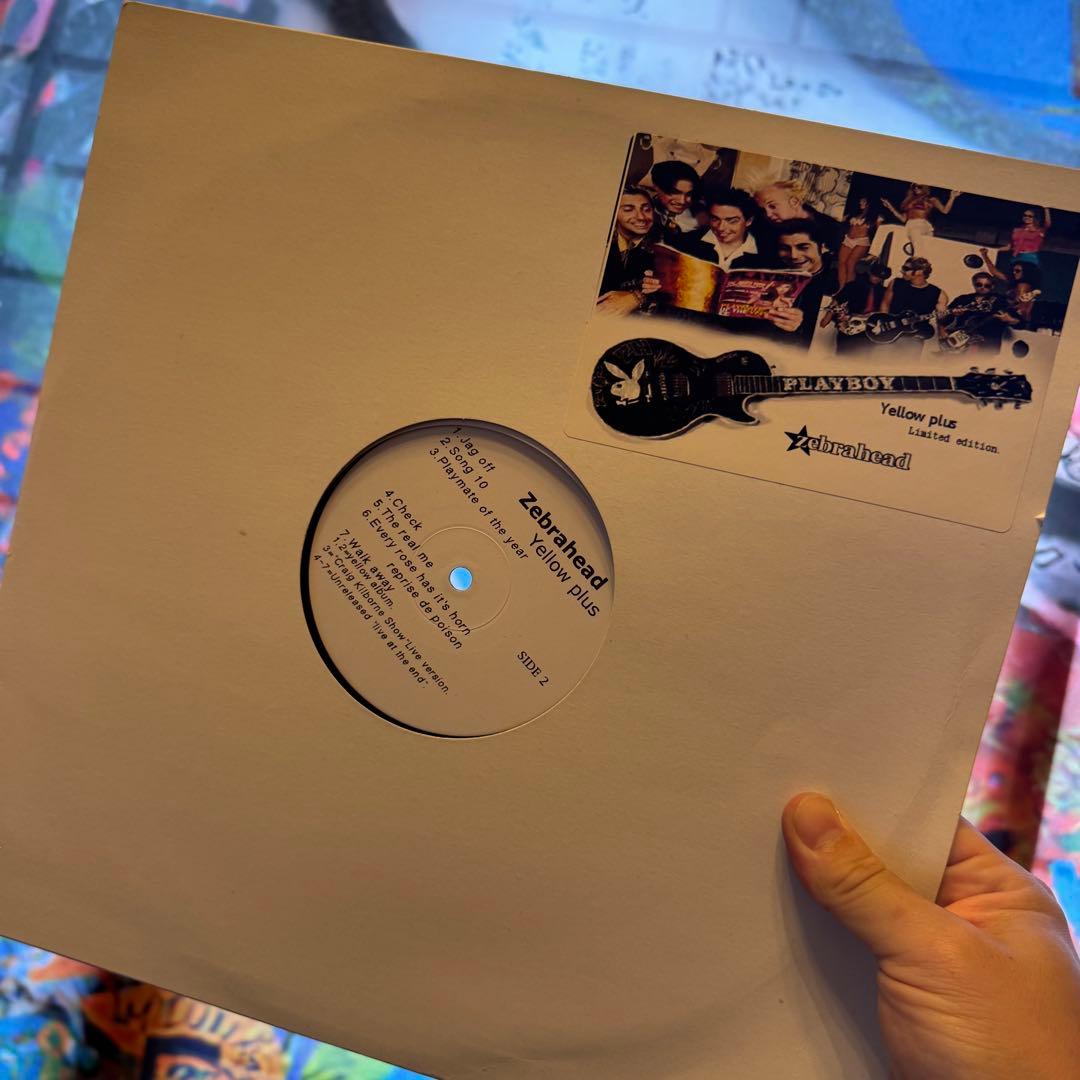 PLAYBOY
PLAYBOY
Yellow plus
Limited edition.
zebrahead
Zebrahead
Yellow plus
SIDE 2
1.Jag off
2.Song 10
3.Playmate of the year
4.Check
5.The real me
6.Every rose has it's horn
reprise de poison
7.Walk away
1,2=yellow album.
3="Craig Kilborne Show"Live version.
4-7=Unreleased "live at the end".